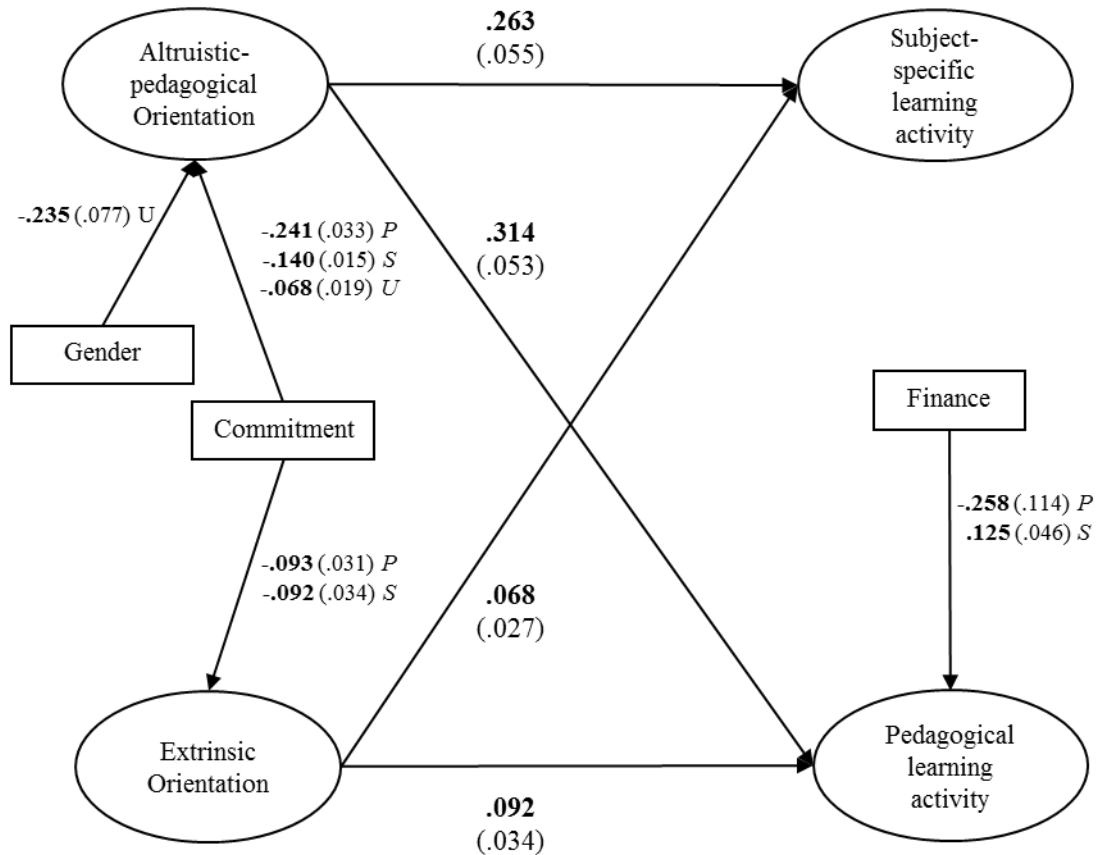 Altruistic-
pedagogical
Orientation
.263
(.055)
Subject-
specific
learning
activity
-.235 (.077) U
-.241 (.033) P
-.140 (.015) S
-.068 (.019) U
.314
(.053)
Gender
Commitment
Finance
-.258 (.114) P
.125 (.046) S
-.093 (.031) P
-.092 (.034) S
.068
(.027)
Extrinsic
Orientation
Pedagogical
learning
activity
.092
(.034)